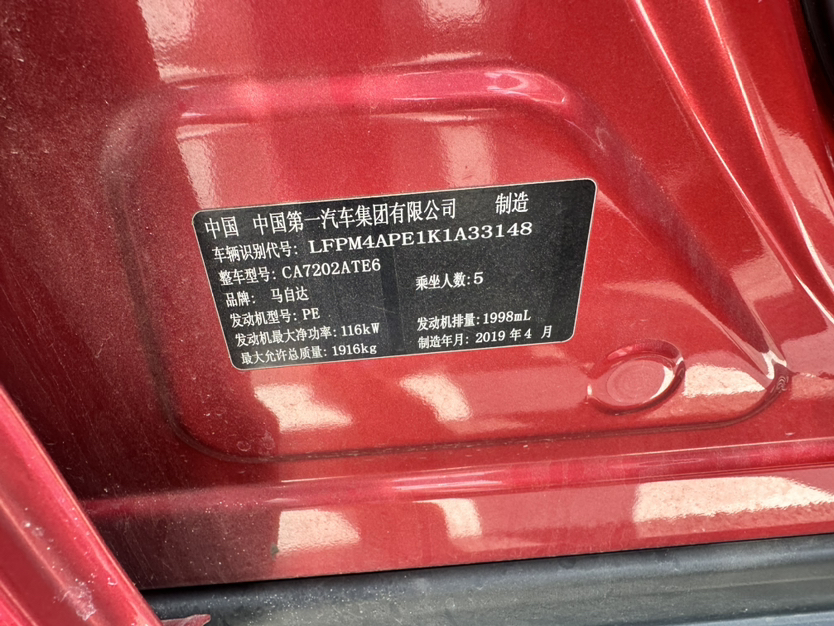 中国 中国第一汽车集团有限公司 制造
车辆识别代号: LFPM4APE1K1A33148
整车型号: CA7202ATE6
乘坐人数: 5
品牌: 马自达
发动机型号: PE
发动机最大净功率: 116kW
发动机排量: 1998mL
最大允许总质量: 1916kg
制造年月: 2019 年 4 月